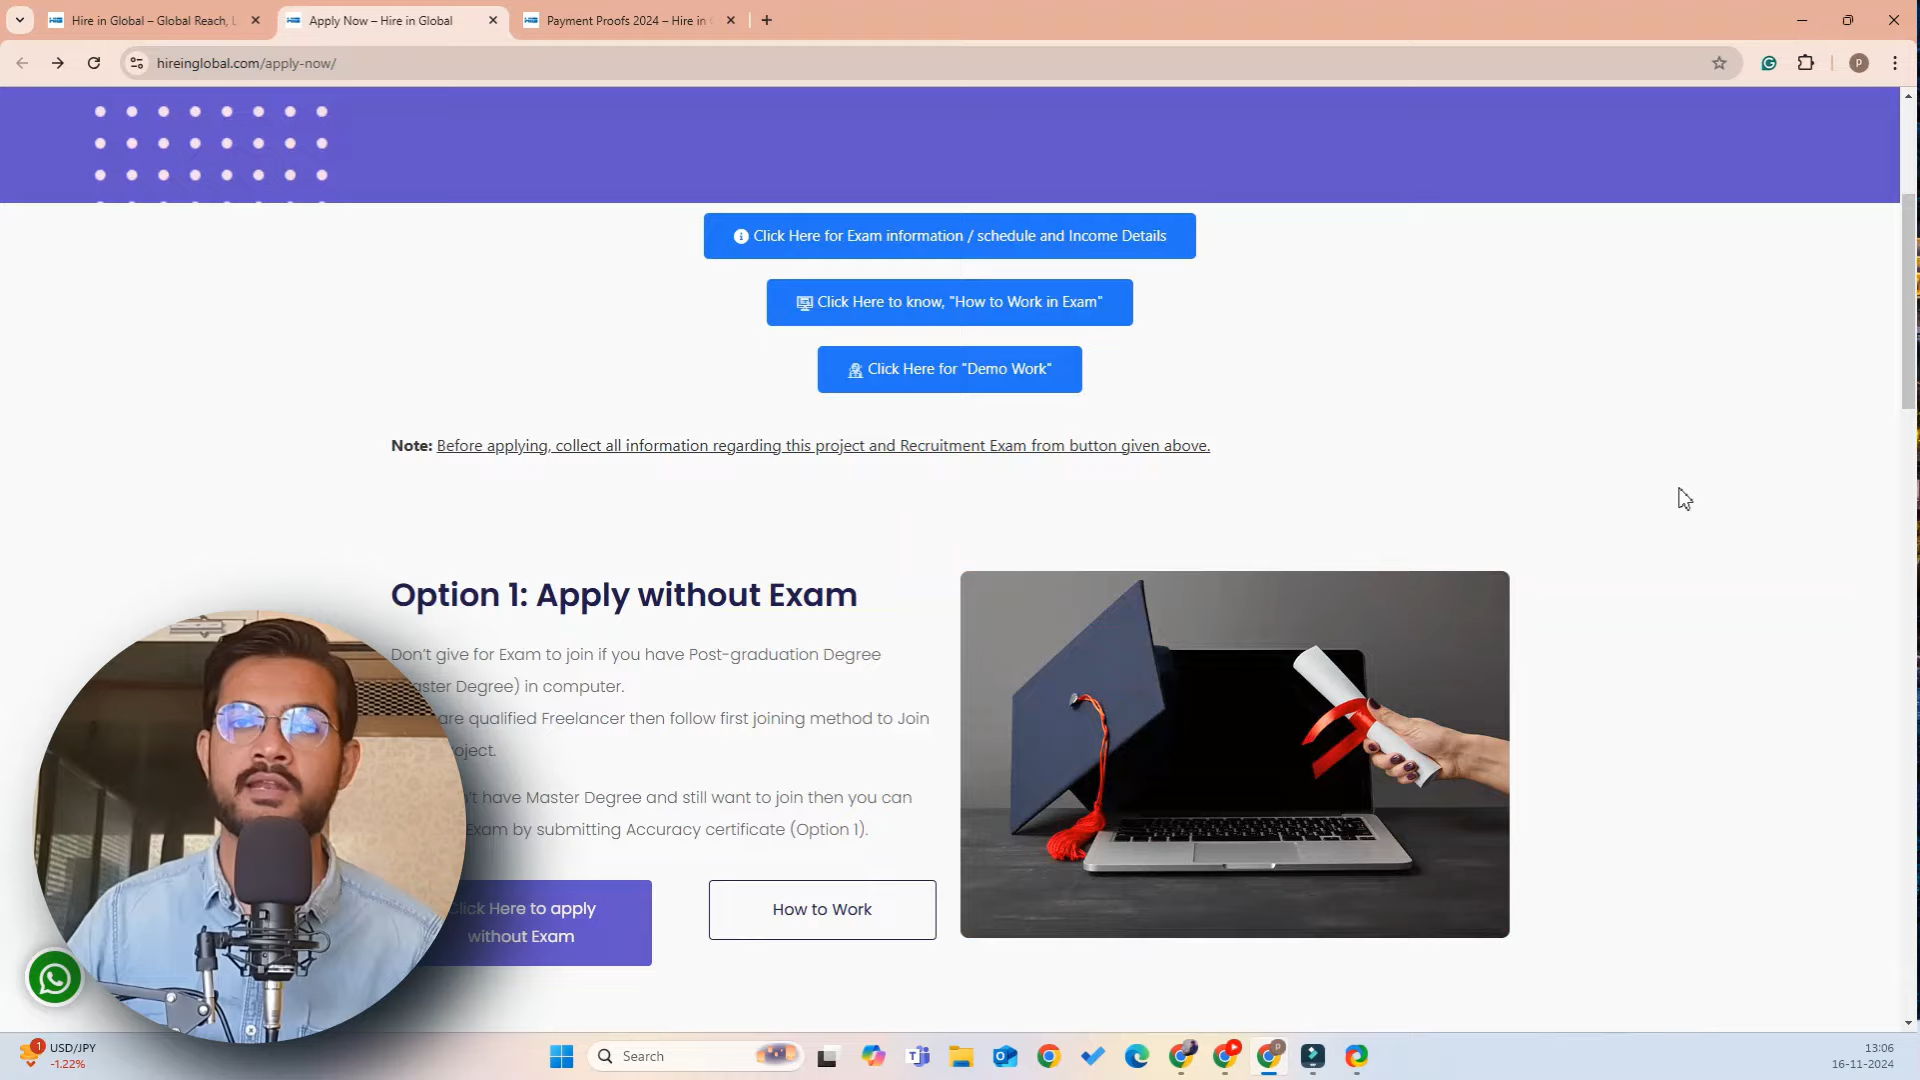 Hire in Global – Global Reach, L
Apply Now – Hire in Global
Payment Proofs 2024 – Hire in
hireinglobal.com/apply-now/
P
Click Here for Exam information / schedule and Income Details
Click Here to know, "How to Work in Exam"
Click Here for "Demo Work"
Note: Before applying, collect all information regarding this project and Recruitment Exam from button given above.
Option 1: Apply without Exam
Don't give for Exam to join if you have Post-graduation Degree
aster Degree) in computer.
are qualified Freelancer then follow first joining method to Join
oject.
't have Master Degree and still want to join then you can
Exam by submitting Accuracy certificate (Option 1).
lick Here to apply
without Exam
How to Work
1
USD/JPY
-1.22%
Search
13:06
16-11-2024